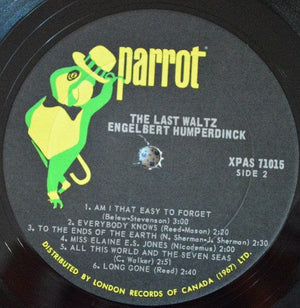 parrot
THE LAST WALTZ
ENGELBERT HUMPERDINCK
XPAS 71015
SIDE 2
1. AM I THAT EASY TO FORGET
(Belew-Stevenson) 3:00
2. EVERYBODY KNOWS (Reed-Mason) 2:20
3. TO THE ENDS OF THE EARTH (N. Sherman-J. Sherman) 2:30
4. MISS ELAINE E.S. JONES (Nicodemus) 2:30
5. ALL THIS WORLD AND THE SEVEN SEAS
(C. Walker) 2:25
6. LONG GONE (Reed) 2:40
DISTRIBUTED BY LONDON RECORDS OF CANADA (1967) LTD.